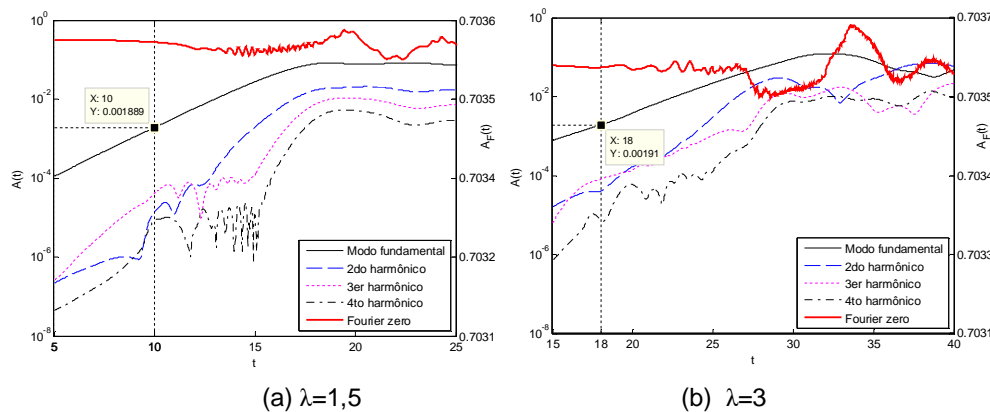 10^0
10^-2
10^-4
10^-6
10^-8
A(t)
X: 10
Y: 0.001889
Modo fundamental
2do harmônico
3er harmônico
4to harmônico
Fourier zero
5
10
15
20
25
t
0.7036
0.7035
0.7034
0.7032
0.7031
A_F(t)
(a) λ=1,5
10^0
10^-2
10^-4
10^-6
10^-8
A(t)
X: 18
Y: 0.00191
Modo fundamental
2do harmônico
3er harmônico
4to harmônico
Fourier zero
15
18
20
25
30
35
40
t
0.7037
0.7036
0.7035
0.7033
0.7031
A_F(t)
(b) λ=3